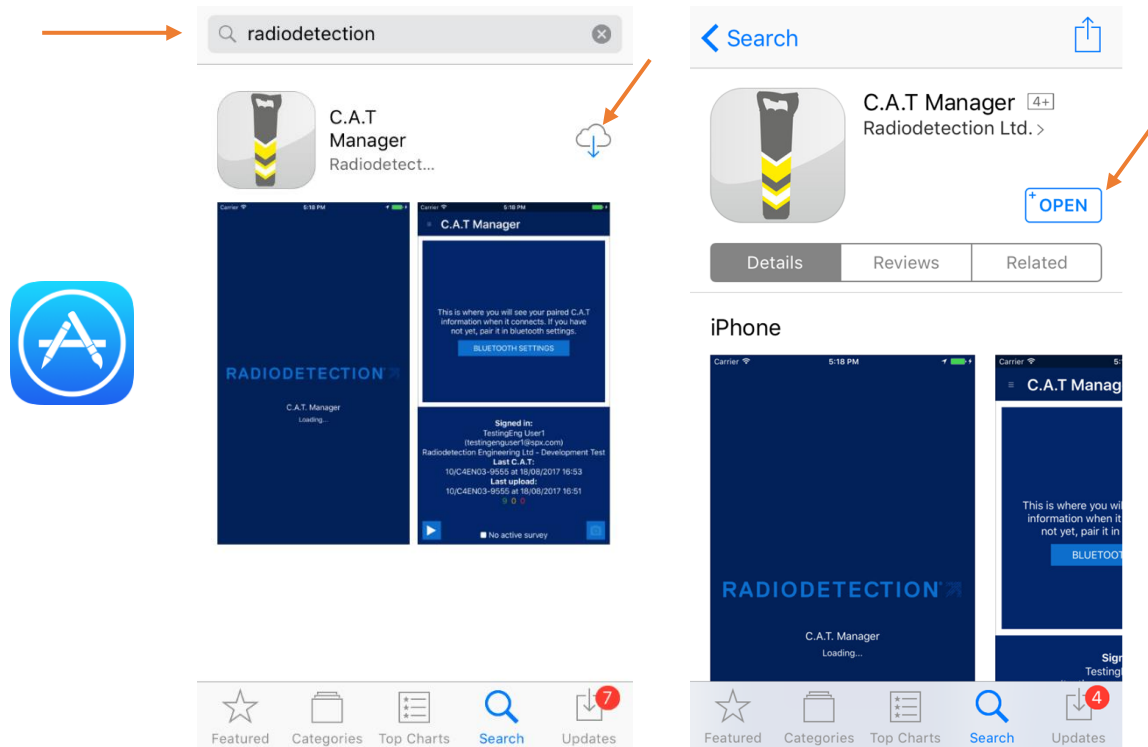 radiodetection
C.A.T
Manager
Radiodetect...
Carrier 5:18 PM
RADIODETECTION
C.A.T. Manager
Loading...
Carrier 5:18 PM
C.A.T Manager
This is where you will see your paired C.A.T
information when it connects. If you have
not yet, pair it in bluetooth settings.
BLUETOOTH SETTINGS
Signed in:
TestingEng User1
(testingenguser1@spx.com)
Radiodetection Engineering Ltd - Development Test
Last C.A.T:
10/C4EN03-9555 at 18/08/2017 16:53
Last upload:
10/C4EN03-9555 at 18/08/2017 16:51
9 0 0
No active survey
Featured Categories Top Charts Search Updates
7
Search
C.A.T Manager 4+
Radiodetection Ltd. >
+OPEN
Details Reviews Related
iPhone
Carrier 5:18 PM
RADIODETECTION
C.A.T. Manager
Loading...
Carrier 5:
C.A.T Manag
This is where you wil
information when it
not yet, pair it in
BLUETOOT
Sign
Testing
Featured Categories Top Charts Search Updates
4